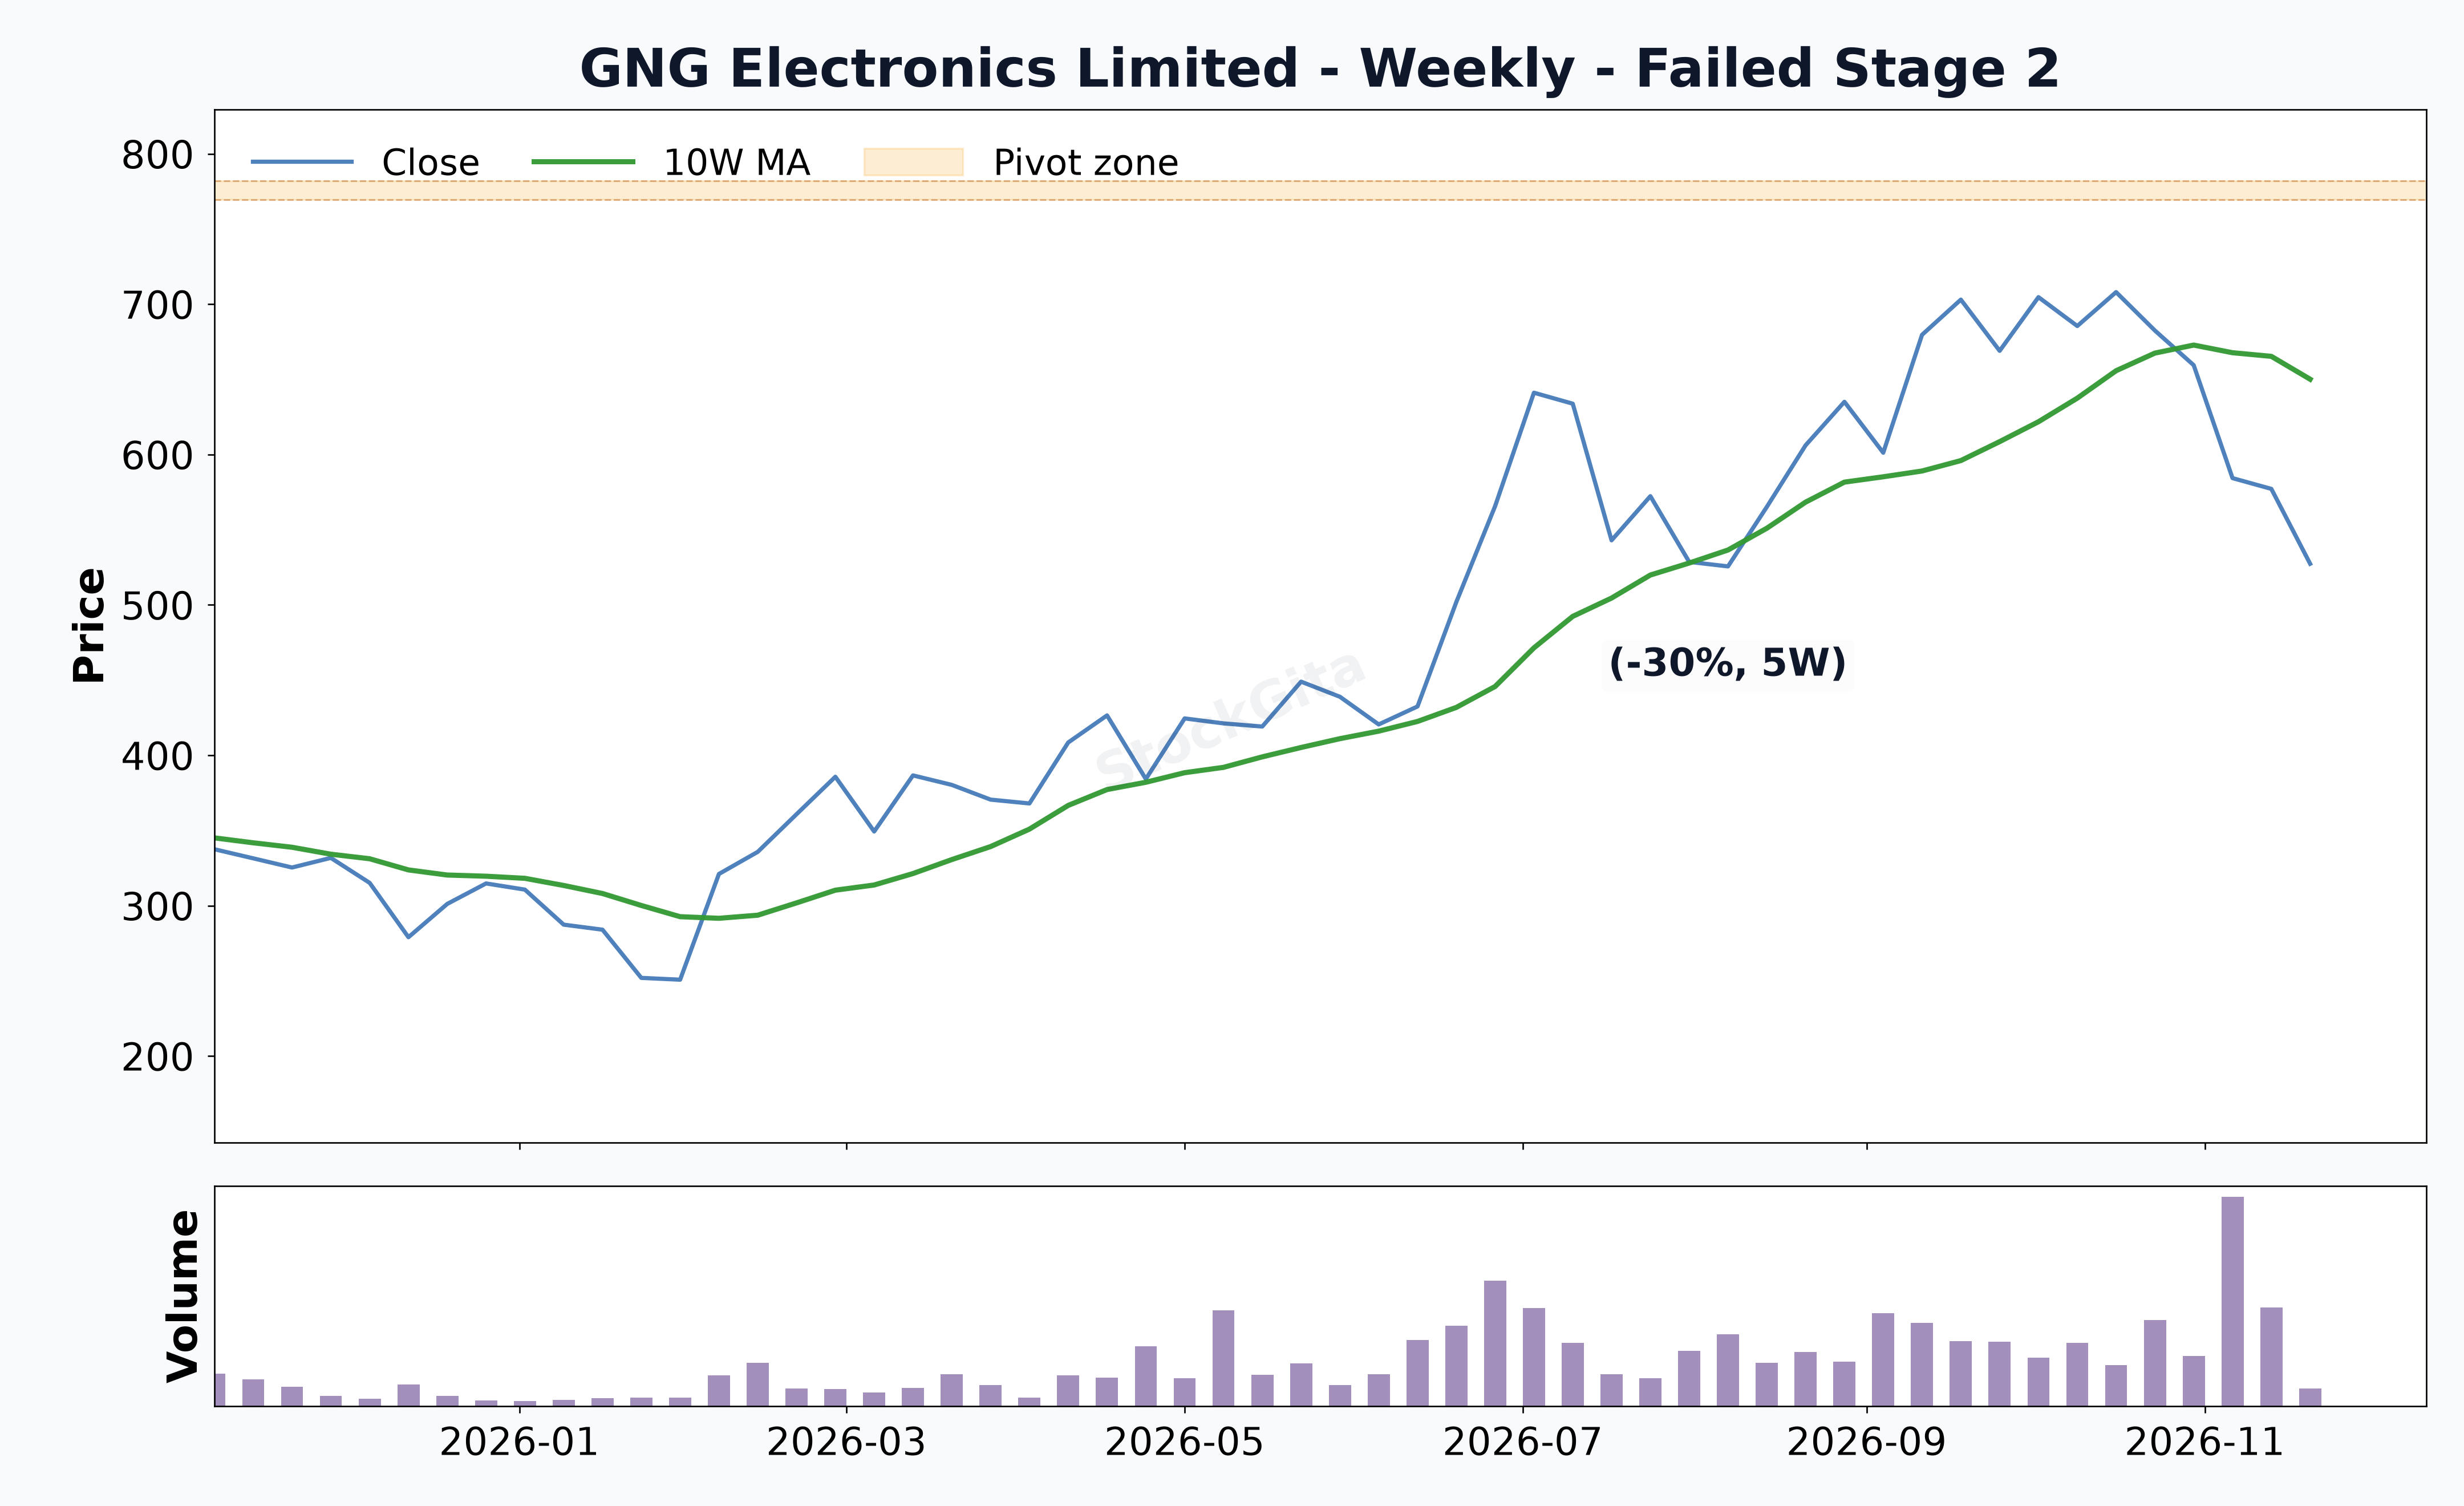 GNG Electronics Limited - Weekly - Failed Stage 2
Close
10W MA
Pivot zone
800
700
600
500
400
300
200
Price
(-30%, 5W)
StockGita
Volume
2026-01
2026-03
2026-05
2026-07
2026-09
2026-11